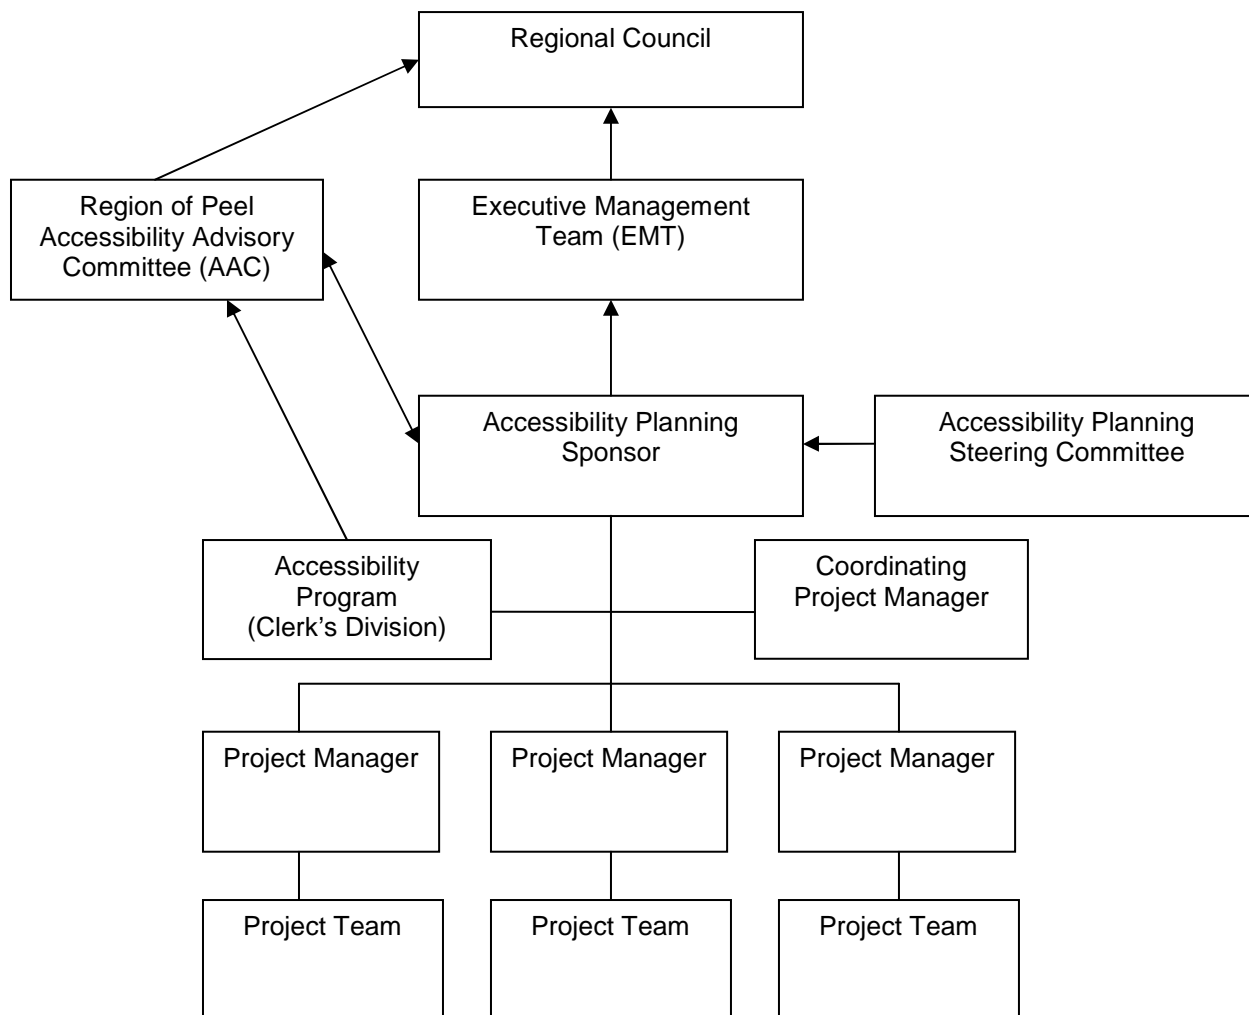 Regional Council
Region of Peel
Accessibility Advisory
Committee (AAC)
Executive Management
Team (EMT)
Accessibility Planning
Sponsor
Accessibility Planning
Steering Committee
Accessibility
Program
(Clerk's Division)
Coordinating
Project Manager
Project Manager
Project Manager
Project Manager
Project Team
Project Team
Project Team